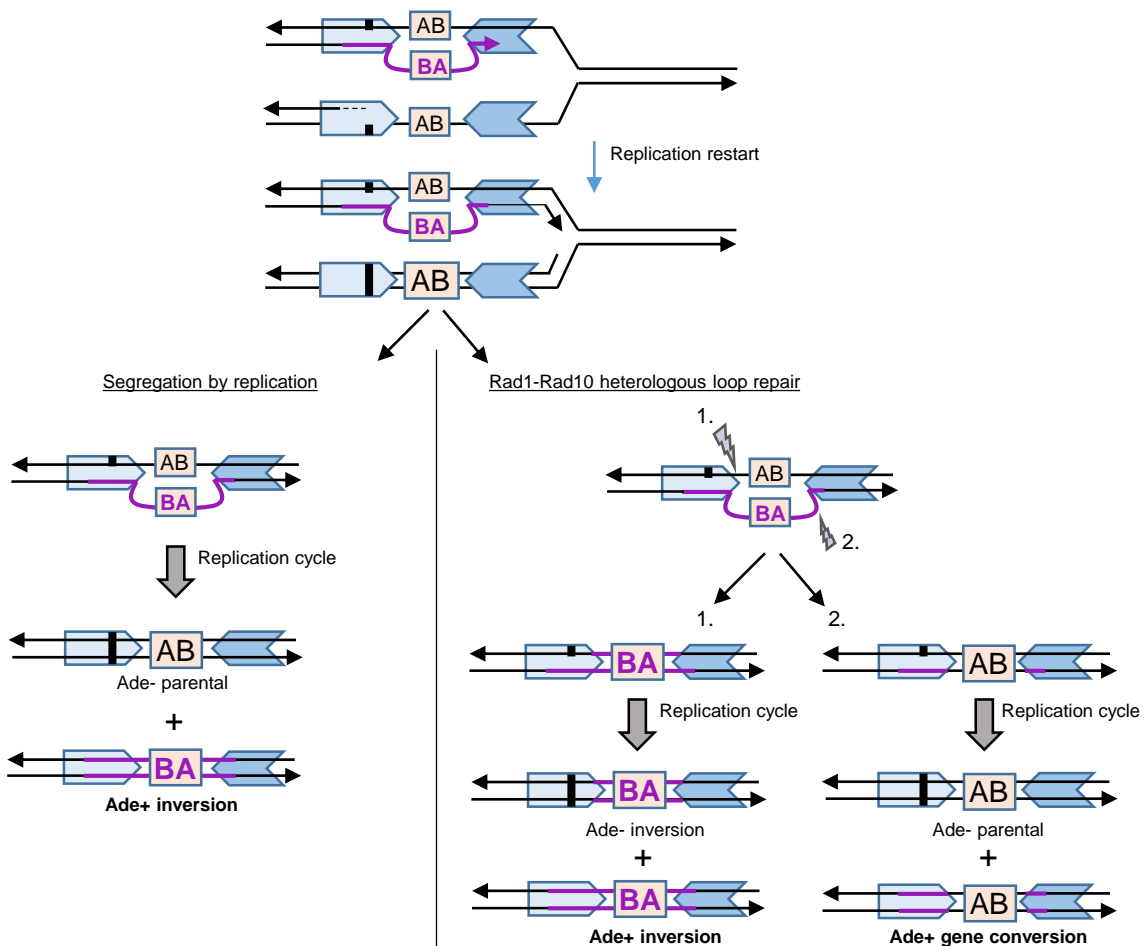 AB
BA
AB
Replication restart
AB
BA
AB
Segregation by replication
Rad1-Rad10 heterologous loop repair
1.
AB
BA
AB
BA
2.
Replication cycle
1.
2.
AB
BA
AB
Ade- parental
Replication cycle
Replication cycle
+
BA
BA
AB
Ade+ inversion
Ade- inversion
Ade- parental
+
+
BA
AB
Ade+ inversion
Ade+ gene conversion